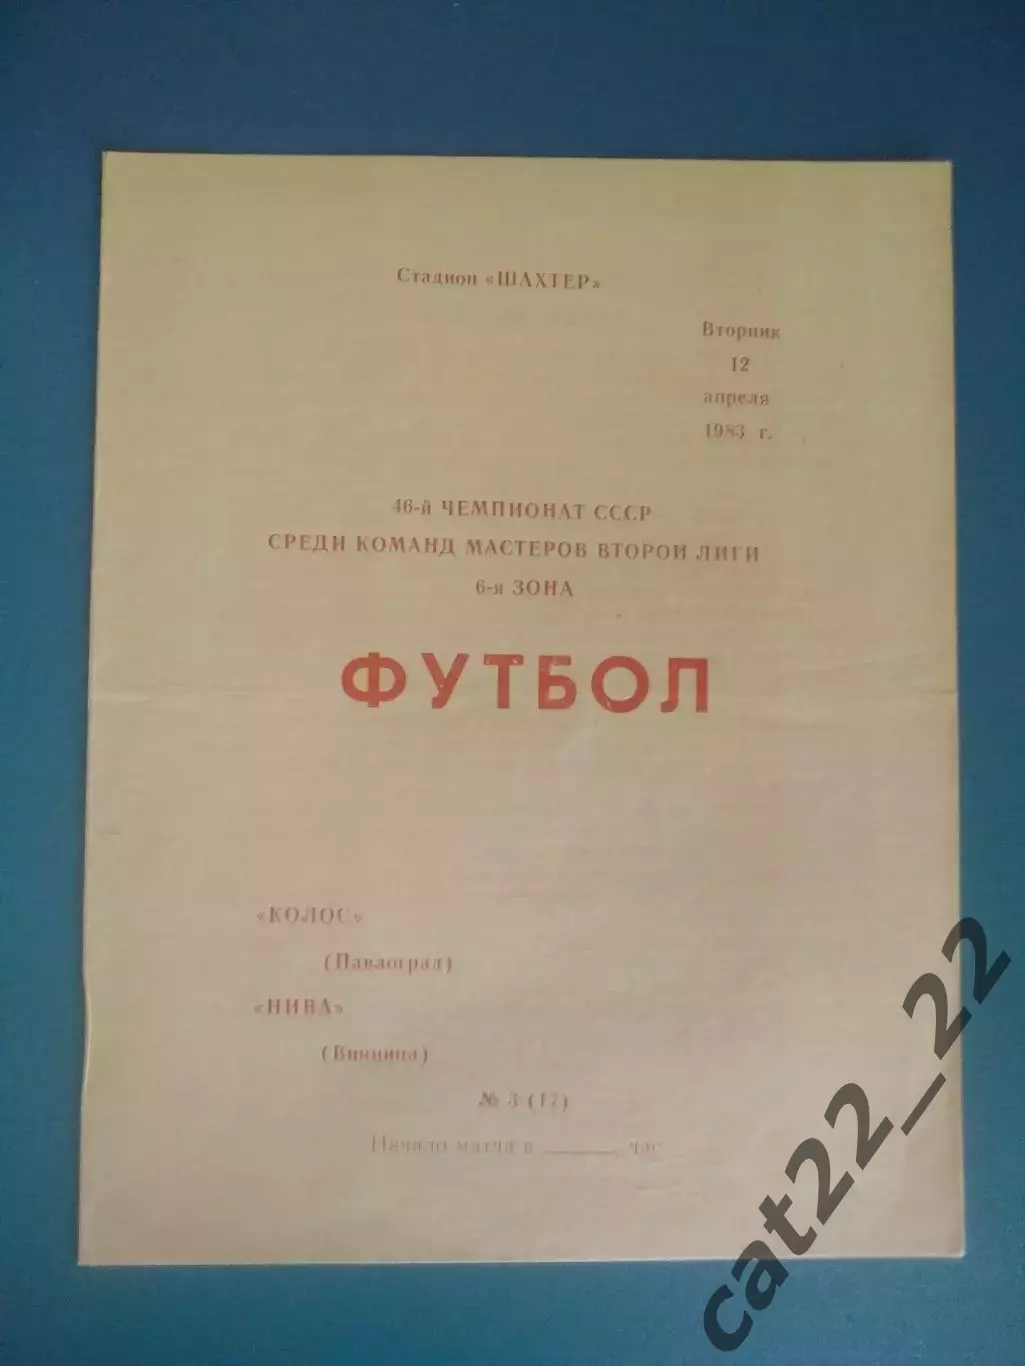 Стадион «ШАХТЕР»
Вторник
12
апреля
1983 г.
46-й ЧЕМПИОНАТ СССР
СРЕДИ КОМАНД МАСТЕРОВ ВТОРОЙ ЛИГИ
6-я ЗОНА
ФУТБОЛ
«КОЛОС»
(Павлоград)
«НИВА»
(Винница)
№ 3 (17)
Начало матча в ______ час
cat22_22